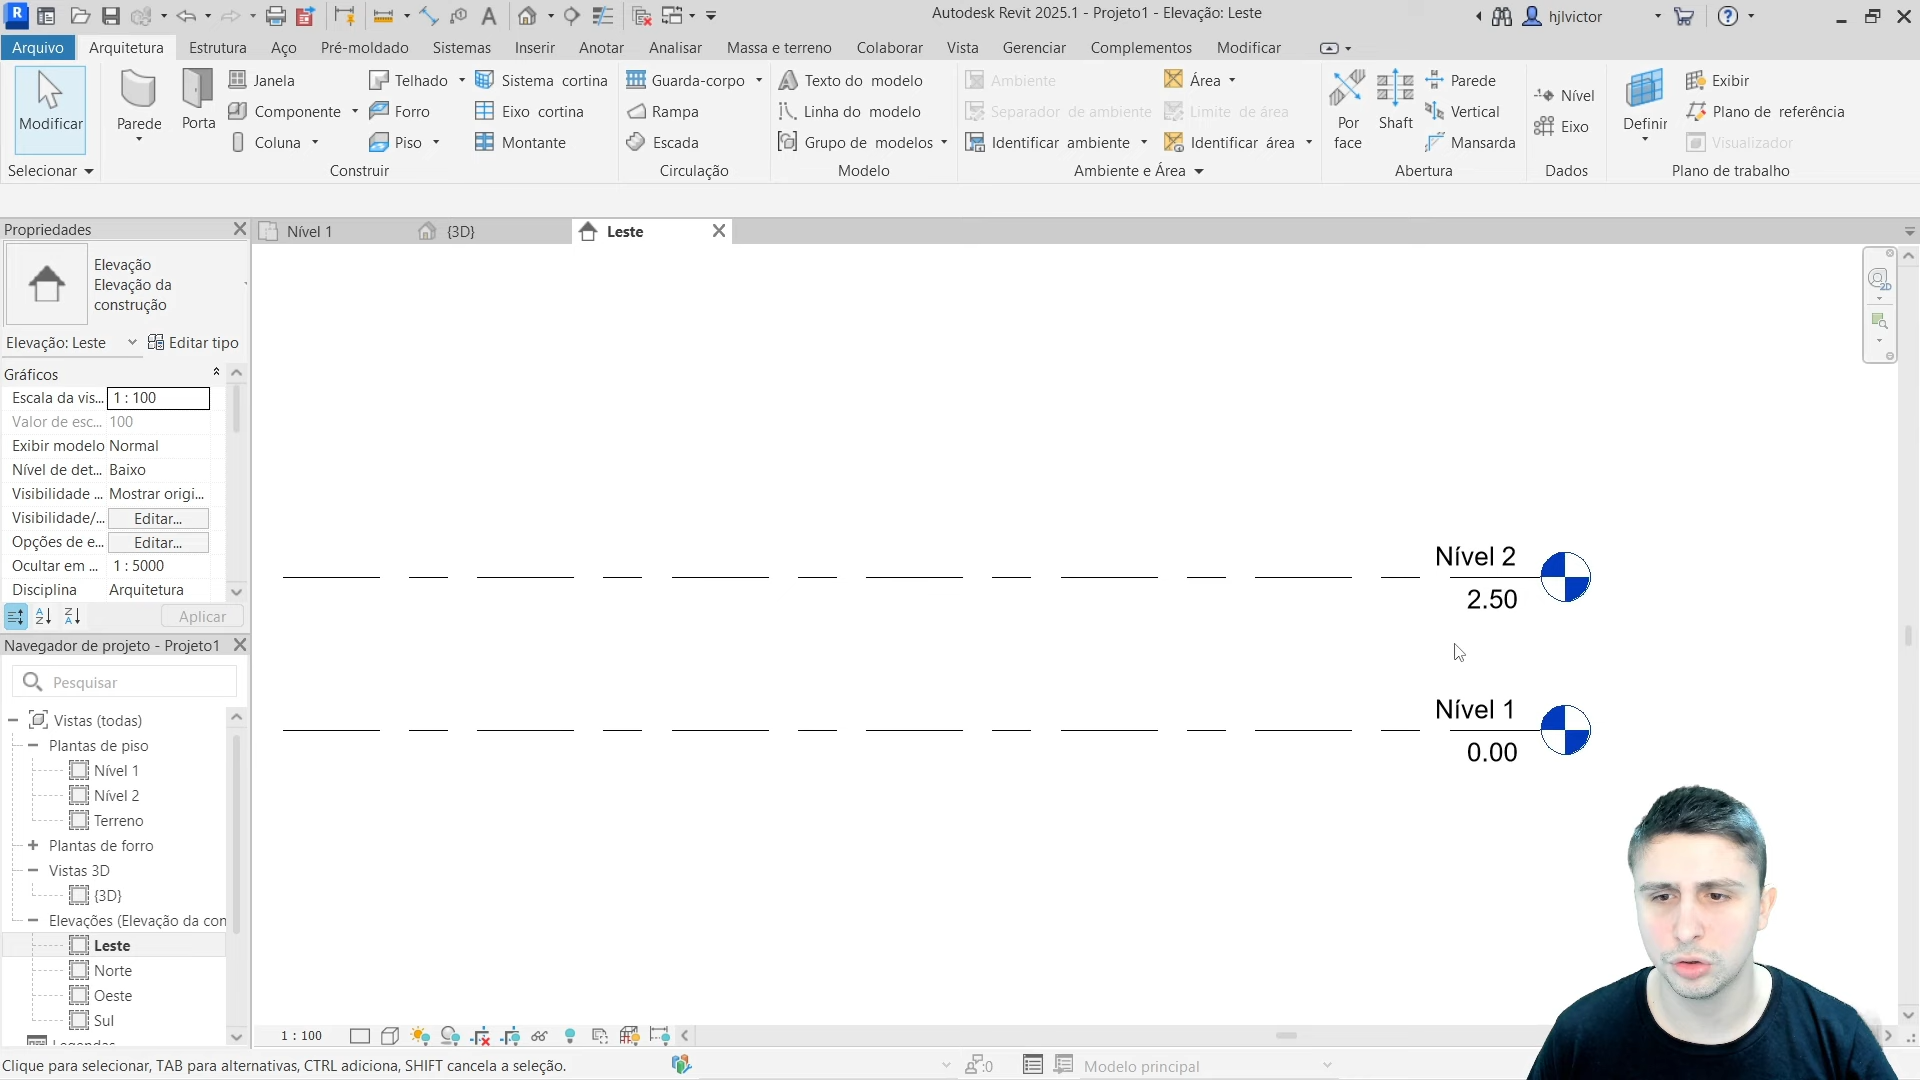 Autodesk Revit 2025.1 - Projeto1 - Elevação: Leste
hjlvictor
Arquivo Arquitetura Estrutura Aço Pré-moldado Sistemas Inserir Anotar Analisar Massa e terreno Colaborar Vista Gerenciar Complementos Modificar
Modificar
Selecionar
Parede
Porta
Janela
Componente
Coluna
Telhado
Forro
Piso
Sistema cortina
Eixo cortina
Montante
Construir
Guarda-corpo
Rampa
Escada
Circulação
Texto do modelo
Linha do modelo
Grupo de modelos
Modelo
Ambiente
Separador de ambiente
Identificar ambiente
Área
Limite de área
Identificar área
Ambiente e Área
Por face
Shaft
Parede
Vertical
Mansarda
Abertura
Nível
Eixo
Dados
Definir
Exibir
Plano de referência
Visualizador
Plano de trabalho
Propriedades
Nível 1
{3D}
Leste
Elevação
Elevação da
construção
Elevação: Leste
Editar tipo
Gráficos
Escala da vis... 1 : 100
Valor de esc... 100
Exibir modelo Normal
Nível de det... Baixo
Visibilidade ... Mostrar origi...
Visibilidade/... Editar...
Opções de e... Editar...
Ocultar em ... 1 : 5000
Disciplina Arquitetura
Aplicar
Navegador de projeto - Projeto1
Pesquisar
Vistas (todas)
Plantas de piso
Nível 1
Nível 2
Terreno
Plantas de forro
Vistas 3D
{3D}
Elevações (Elevação da con
Leste
Norte
Oeste
Sul
Nível 2
2.50
Nível 1
0.00
2D
1 : 100
Clique para selecionar, TAB para alternativas, CTRL adiciona, SHIFT cancela a seleção.
:0
Modelo principal